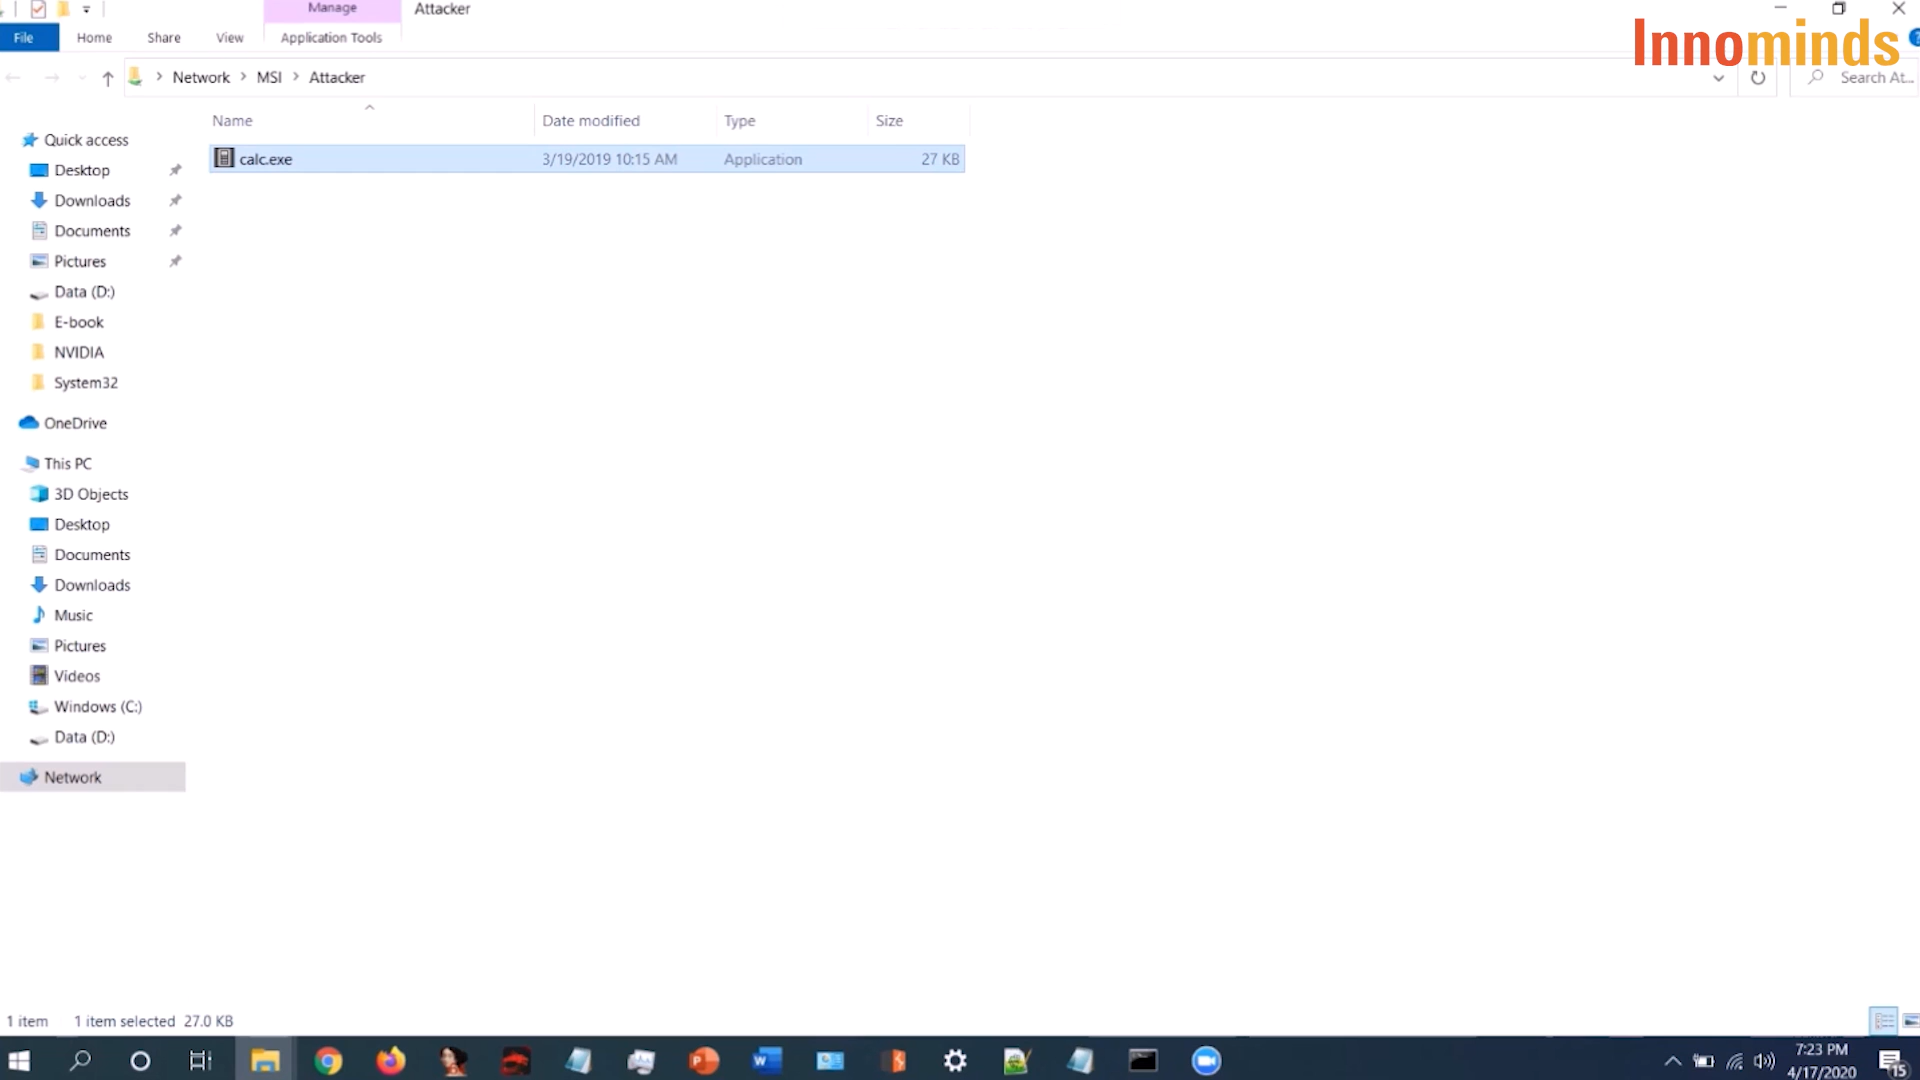 Manage
Attacker
Innominds
File
Home
Share
View
Application Tools
Network > MSI > Attacker
Search At...
Name
Date modified
Type
Size
calc.exe
3/19/2019 10:15 AM
Application
27 KB
Quick access
Desktop
Downloads
Documents
Pictures
Data (D:)
E-book
NVIDIA
System32
OneDrive
This PC
3D Objects
Desktop
Documents
Downloads
Music
Pictures
Videos
Windows (C:)
Data (D:)
Network
1 item
1 item selected 27.0 KB
7:23 PM
4/17/2020
15